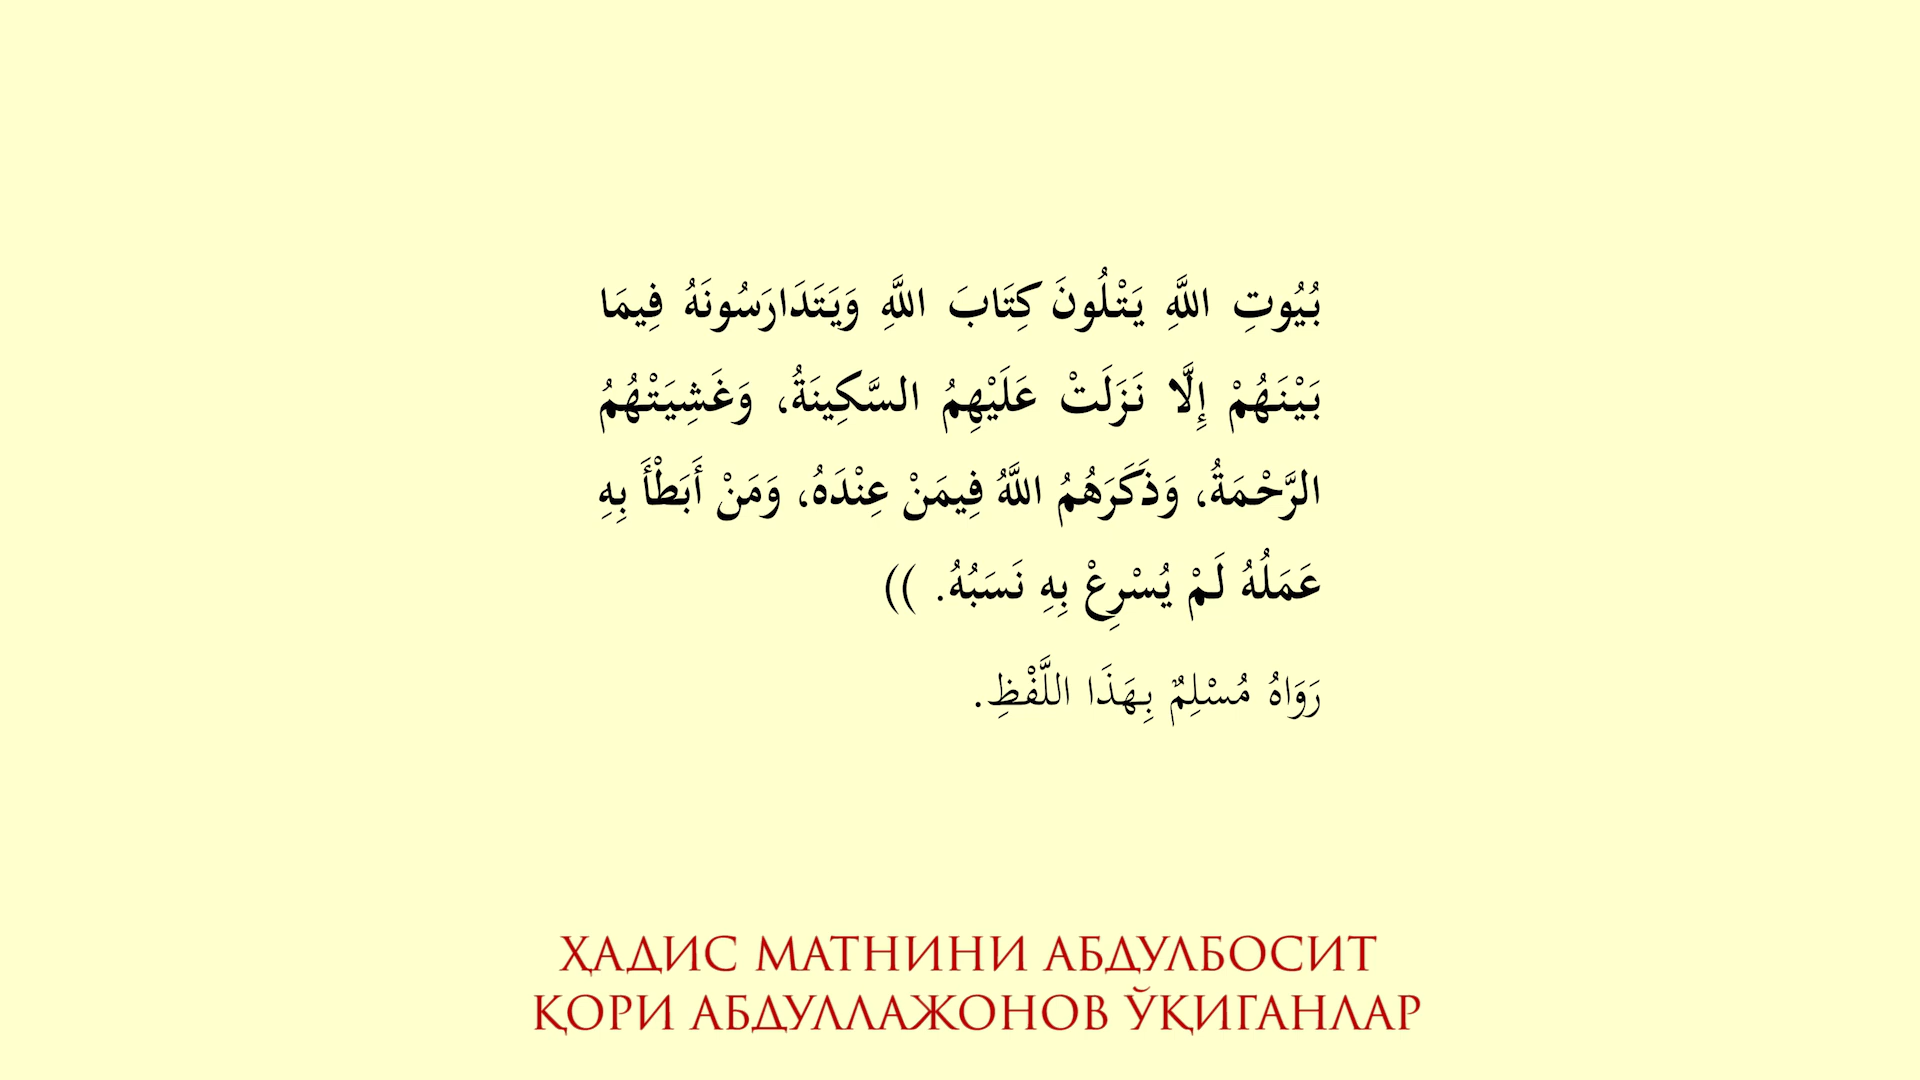 بُيُوتِ اللَّهِ يَتْلُونَ كِتَابَ اللَّهِ وَيَتَدَارَسُونَهُ فِيمَا
بَيْنَهُمْ إِلَّا نَزَلَتْ عَلَيْهِمُ السَّكِينَةُ، وَغَشِيَتْهُمُ
الرَّحْمَةُ، وَذَكَرَهُمُ اللَّهُ فِيمَنْ عِنْدَهُ، وَمَنْ أَبَطْأَ بِهِ
عَمَلُهُ لَمْ يُسْرِعْ بِهِ نَسَبُهُ. ))
رَوَاهُ مُسْلِمٌ بِهَذَا اللَّفْظِ.
ҲАДИС МАТНИНИ АБДУЛБОСИТ
ҚОРИ АБДУЛЛАЖОНОВ ЎҚИГАНЛАР